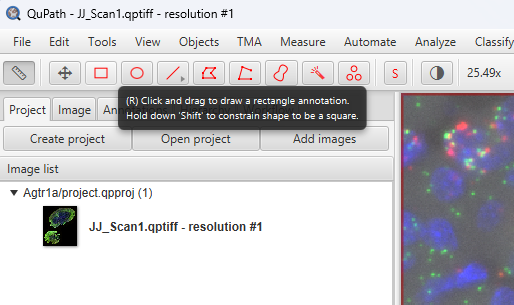 QuPath - JJ_Scan1.qptiff - resolution #1
File Edit Tools View Objects TMA Measure Automate Analyze Classify
S 25.49x
(R) Click and drag to draw a rectangle annotation.
Hold down 'Shift' to constrain shape to be a square.
Project Image
Create project Open project Add images
Image list
Agtr1a/project.qpproj (1)
JJ_Scan1.qptiff - resolution #1